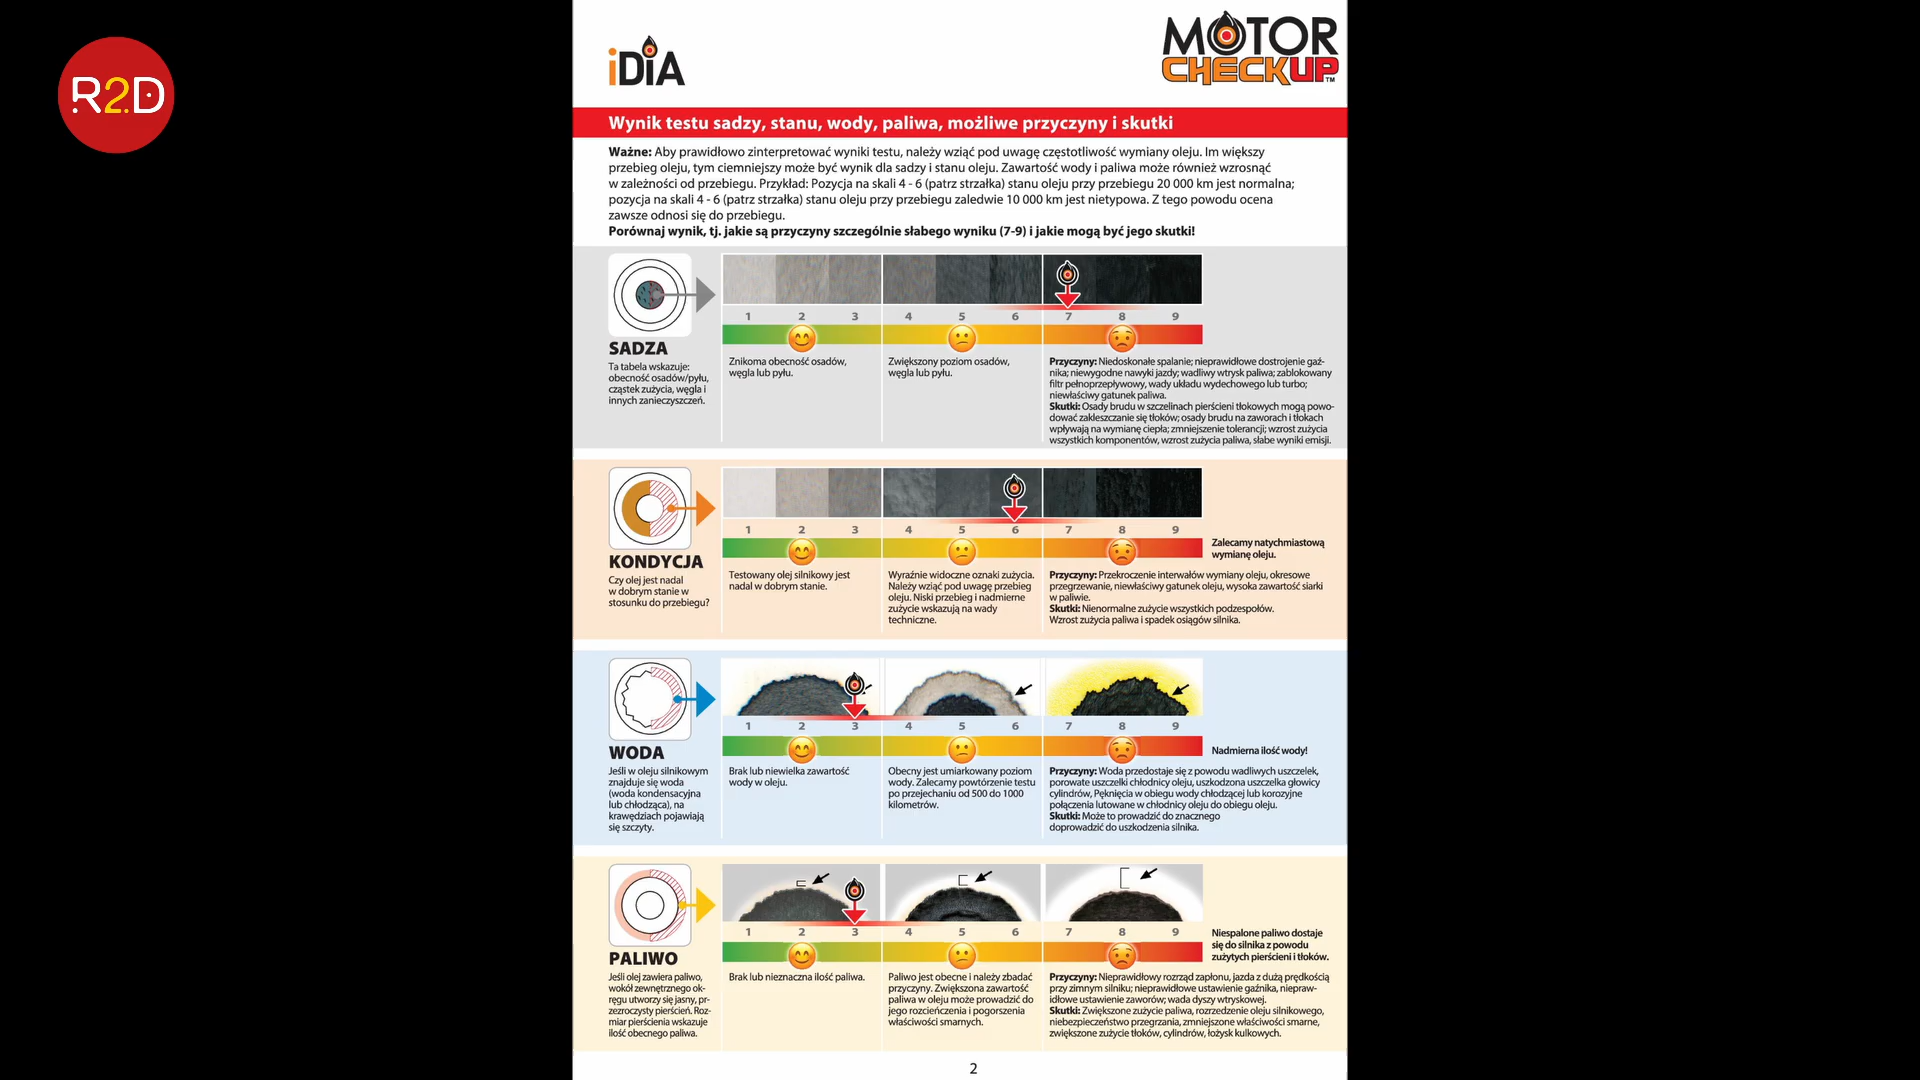 R2D
iDiA
MOTOR
CHECKUP™
Wynik testu sadzy, stanu, wody, paliwa, możliwe przyczyny i skutki
Ważne: Aby prawidłowo zinterpretować wyniki testu, należy wziąć pod uwagę częstotliwość wymiany oleju. Im większy
przebieg oleju, tym ciemniejszy może być wynik dla sadzy i stanu oleju. Zawartość wody i paliwa może również wzrosnąć
w zależności od przebiegu. Przykład: Pozycja na skali 4 - 6 (patrz strzałka) stanu oleju przy przebiegu 20 000 km jest normalna;
pozycja na skali 4 - 6 (patrz strzałka) stanu oleju przy przebiegu zaledwie 10 000 km jest nietypowa. Z tego powodu ocena
zawsze odnosi się do przebiegu.
Porównaj wynik, tj. jakie są przyczyny szczególnie słabego wyniku (7-9) i jakie mogą być jego skutki!
SADZA
Ta tabela wskazuje:
obecność osadów/pyłu,
cząstek zużycia, węgla i
innych zanieczyszczeń.
1 2 3 4 5 6 7 8 9
Znikoma obecność osadów,
węgla lub pyłu.
Zwiększony poziom osadów,
węgla lub pyłu.
Przyczyny: Niedoskonałe spalanie; nieprawidłowe dostrojenie gaź-
nika; niewygodne nawyki jazdy; wadliwy wtrysk paliwa; zablokowany
filtr pełnoprzepływowy, wady układu wydechowego lub turbo;
niewłaściwy gatunek paliwa.
Skutki: Osady brudu w szczelinach pierścieni tłokowych mogą powo-
dować zakleszczanie się tłoków; osady brudu na zaworach i tłokach
wpływają na wymianę ciepła; zmniejszenie tolerancji; wzrost zużycia
wszystkich komponentów, wzrost zużycia paliwa, słabe wyniki emisji.
KONDYCJA
Czy olej jest nadal
w dobrym stanie w
stosunku do przebiegu?
1 2 3 4 5 6 7 8 9
Zalecamy natychmiastową
wymianę oleju.
Testowany olej silnikowy jest
nadal w dobrym stanie.
Wyraźnie widoczne oznaki zużycia.
Należy wziąć pod uwagę przebieg
oleju. Niski przebieg i nadmierne
zużycie wskazują na wady
techniczne.
Przyczyny: Przekroczenie interwałów wymiany oleju, okresowe
przegrzewanie, niewłaściwy gatunek oleju, wysoka zawartość siarki
w paliwie.
Skutki: Nienormalne zużycie wszystkich podzespołów.
Wzrost zużycia paliwa i spadek osiągów silnika.
WODA
Jeśli w oleju silnikowym
znajduje się woda
(woda kondensacyjna
lub chłodząca), na
krawędziach pojawiają
się szczyty.
1 2 3 4 5 6 7 8 9
Nadmierna ilość wody!
Brak lub niewielka zawartość
wody w oleju.
Obecny jest umiarkowany poziom
wody. Zalecamy powtórzenie testu
po przejechaniu od 500 do 1000
kilometrów.
Przyczyny: Woda przedostaje się z powodu wadliwych uszczelek,
porowate uszczelki chłodnicy oleju, uszkodzona uszczelka głowicy
cylindrów, Pęknięcia w obiegu wody chłodzącej lub korozyjne
połączenia lutowane w chłodnicy oleju do obiegu oleju.
Skutki: Może to prowadzić do znacznego
doprowadzić do uszkodzenia silnika.
PALIWO
Jeśli olej zawiera paliwo,
wokół zewnętrznego ok-
ręgu utworzy się jasny, pr-
zezroczysty pierścień. Roz-
miar pierścienia wskazuje
ilość obecnego paliwa.
1 2 3 4 5 6 7 8 9
Niespalone paliwo dostaje
się do silnika z powodu
zużytych pierścieni i tłoków.
Brak lub nieznaczna ilość paliwa.
Paliwo jest obecne i należy zbadać
przyczyny. Zwiększona zawartość
paliwa w oleju może prowadzić do
jego rozcieńczenia i pogorszenia
właściwości smarnych.
Przyczyny: Nieprawidłowy rozrząd zapłonu, jazda z dużą prędkością
przy zimnym silniku; nieprawidłowe ustawienie gaźnika, niepraw-
idłowe ustawienie zaworów; wada dyszy wtryskowej.
Skutki: Zwiększone zużycie paliwa, rozrzedzenie oleju silnikowego,
niebezpieczeństwo przegrzania, zmniejszone właściwości smarne,
zwiększone zużycie tłoków, cylindrów, łożysk kulkowych.
2